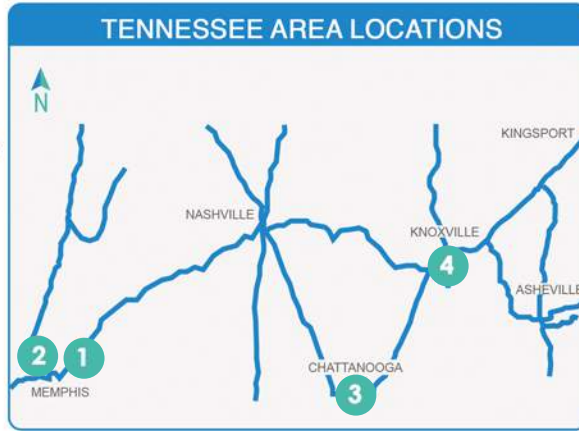 TENNESSEE AREA LOCATIONS
N
KINGSPORT
NASHVILLE
KNOXVILLE
4
ASHEVILLE
2
1
CHATTANOOGA
3
MEMPHIS